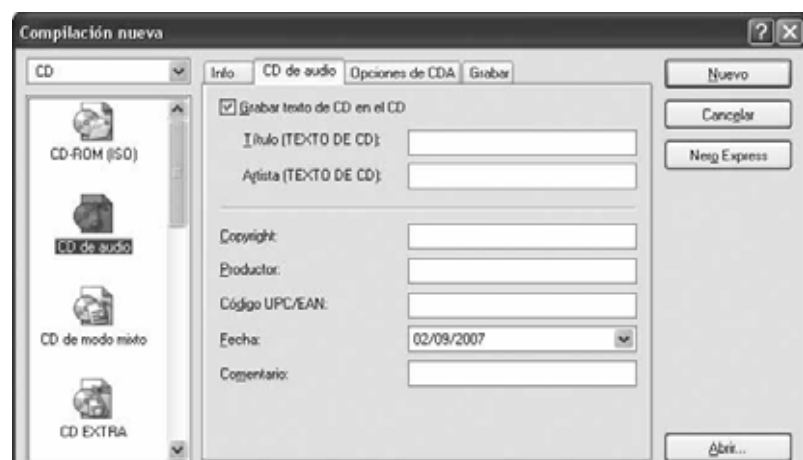 Compilación nueva
CD
CD-ROM (ISO)
CD de audio
CD de modo mixto
CD EXTRA
Info
CD de audio
Opciones de CDA
Grabar
Grabar texto de CD en el CD
Título (TEXTO DE CD):
Artista (TEXTO DE CD):
Copyright:
Productor:
Código UPC/EAN:
Fecha:
02/09/2007
Comentario:
Nuevo
Cancelar
Nero Express
Abrir...